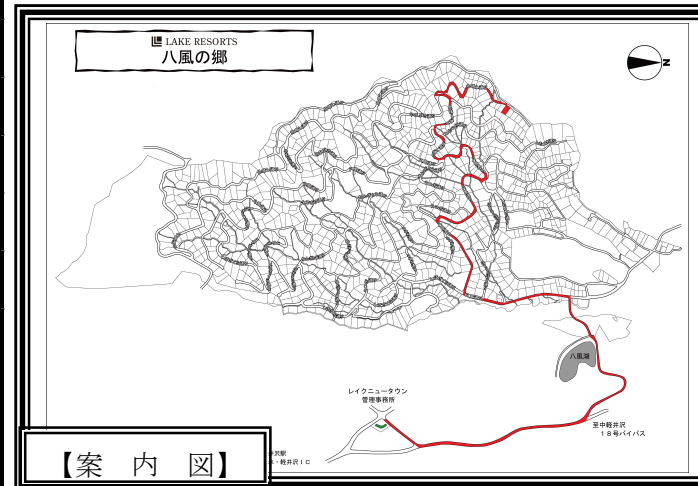 LAKE RESORTS
八風の郷
N
八風湖
レイクニュータウン
管理事務所
至中軽井沢
１８号バイパス
沢駅
・軽井沢ＩＣ
【案 内 図】